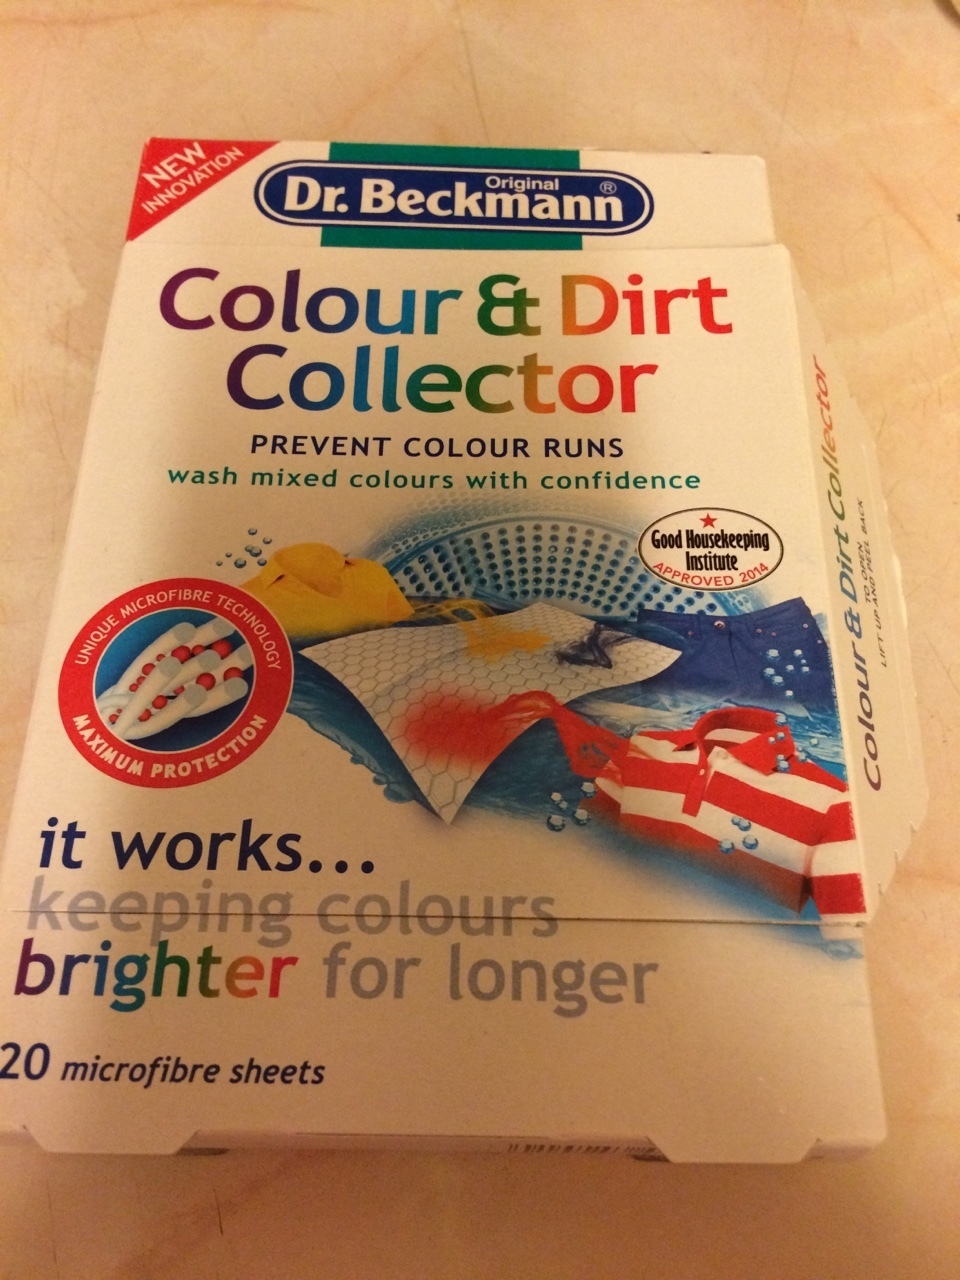 NEW
INNOVATION
Original
Dr. Beckmann®
Colour & Dirt
Collector
PREVENT COLOUR RUNS
wash mixed colours with confidence
Good Housekeeping
Institute
APPROVED 2014
UNIQUE MICROFIBRE TECHNOLOGY
MAXIMUM PROTECTION
it works...
keeping colours
brighter for longer
20 microfibre sheets
Colour & Dirt Collector
TO OPEN
LIFT UP AND PEEL BACK